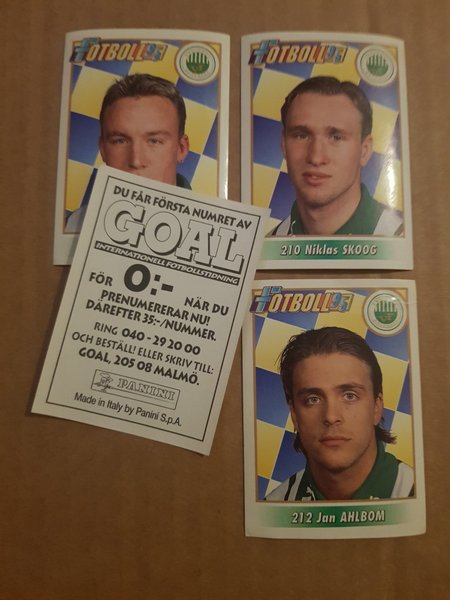 FOTBOLL 95
FOTBOLL 95
210 Niklas SKOOG
DU FÅR FÖRSTA NUMRET AV
GOAL
INTERNATIONELL FOTBOLLSTIDNING
FÖR 0:- NÄR DU
PRENUMERERAR NU!
DÄREFTER 35:-/NUMMER.
RING 040 - 29 20 00
OCH BESTÄLL! ELLER SKRIV TILL:
GOAL, 205 08 MALMÖ.
PANINI
Made in Italy by Panini S.p.A.
FOTBOLL 95
212 Jan AHLBOM